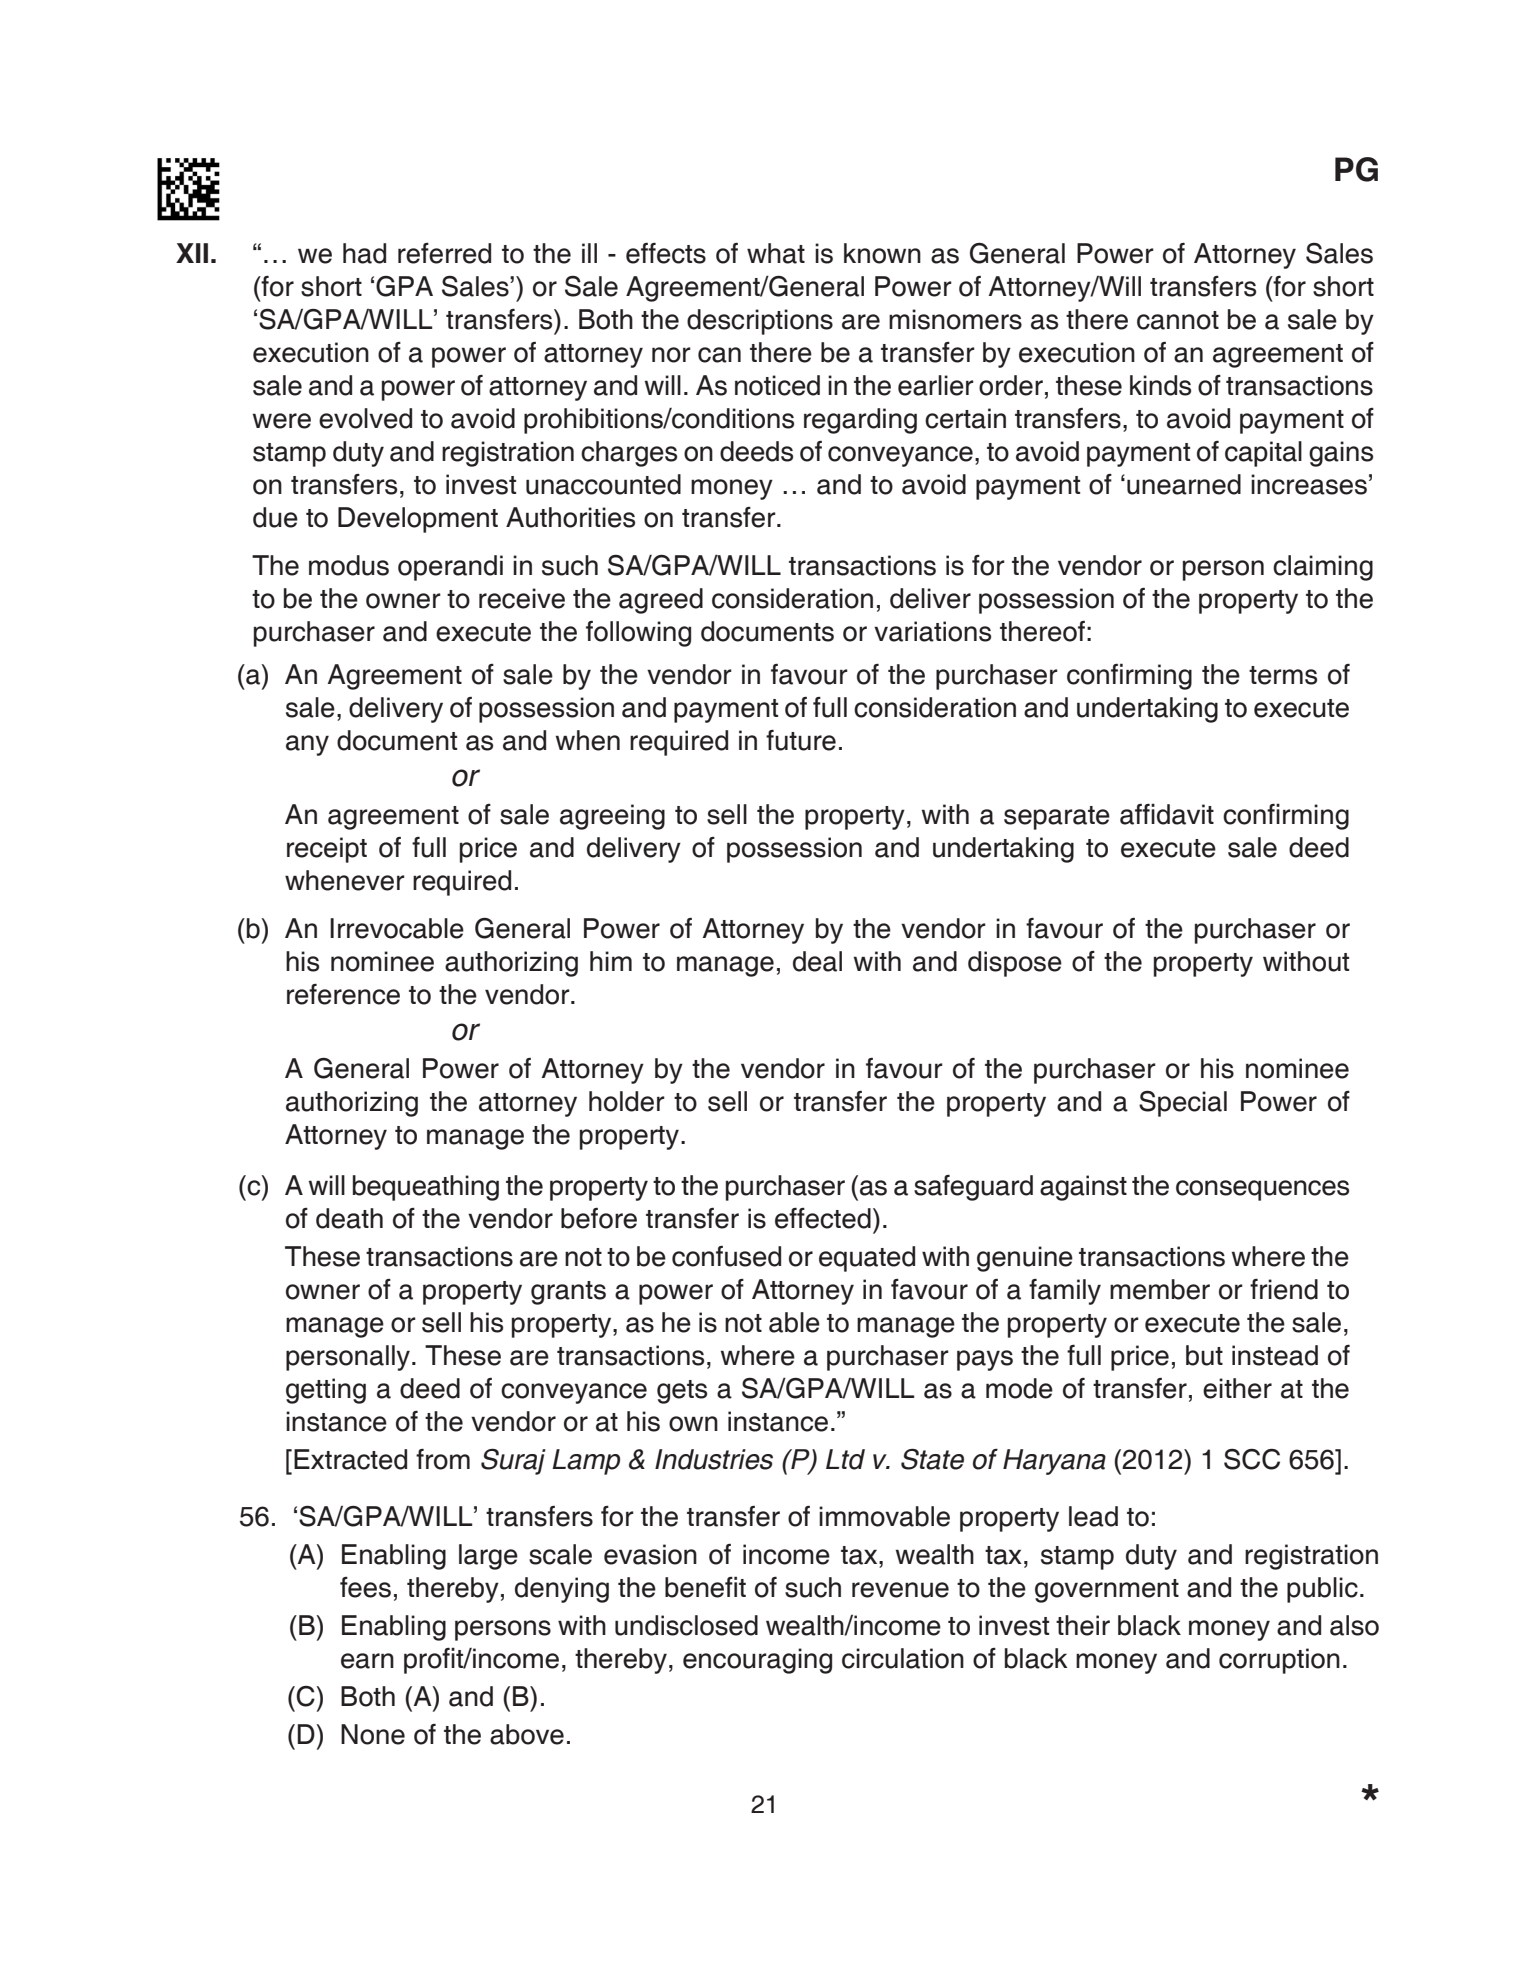 PG
XII. “… we had referred to the ill - effects of what is known as General Power of Attorney Sales
(for short ‘GPA Sales’) or Sale Agreement/General Power of Attorney/Will transfers (for short
‘SA/GPA/WILL’ transfers). Both the descriptions are misnomers as there cannot be a sale by
execution of a power of attorney nor can there be a transfer by execution of an agreement of
sale and a power of attorney and will. As noticed in the earlier order, these kinds of transactions
were evolved to avoid prohibitions/conditions regarding certain transfers, to avoid payment of
stamp duty and registration charges on deeds of conveyance, to avoid payment of capital gains
on transfers, to invest unaccounted money … and to avoid payment of ‘unearned increases’
due to Development Authorities on transfer.
The modus operandi in such SA/GPA/WILL transactions is for the vendor or person claiming
to be the owner to receive the agreed consideration, deliver possession of the property to the
purchaser and execute the following documents or variations thereof:
(a) An Agreement of sale by the vendor in favour of the purchaser confirming the terms of
sale, delivery of possession and payment of full consideration and undertaking to execute
any document as and when required in future.
or
An agreement of sale agreeing to sell the property, with a separate affidavit confirming
receipt of full price and delivery of possession and undertaking to execute sale deed
whenever required.
(b) An Irrevocable General Power of Attorney by the vendor in favour of the purchaser or
his nominee authorizing him to manage, deal with and dispose of the property without
reference to the vendor.
or
A General Power of Attorney by the vendor in favour of the purchaser or his nominee
authorizing the attorney holder to sell or transfer the property and a Special Power of
Attorney to manage the property.
(c) A will bequeathing the property to the purchaser (as a safeguard against the consequences
of death of the vendor before transfer is effected).
These transactions are not to be confused or equated with genuine transactions where the
owner of a property grants a power of Attorney in favour of a family member or friend to
manage or sell his property, as he is not able to manage the property or execute the sale,
personally. These are transactions, where a purchaser pays the full price, but instead of
getting a deed of conveyance gets a SA/GPA/WILL as a mode of transfer, either at the
instance of the vendor or at his own instance.”
[Extracted from Suraj Lamp & Industries (P) Ltd v. State of Haryana (2012) 1 SCC 656].
56. ‘SA/GPA/WILL’ transfers for the transfer of immovable property lead to:
(A) Enabling large scale evasion of income tax, wealth tax, stamp duty and registration
fees, thereby, denying the benefit of such revenue to the government and the public.
(B) Enabling persons with undisclosed wealth/income to invest their black money and also
earn profit/income, thereby, encouraging circulation of black money and corruption.
(C) Both (A) and (B).
(D) None of the above.
21
*